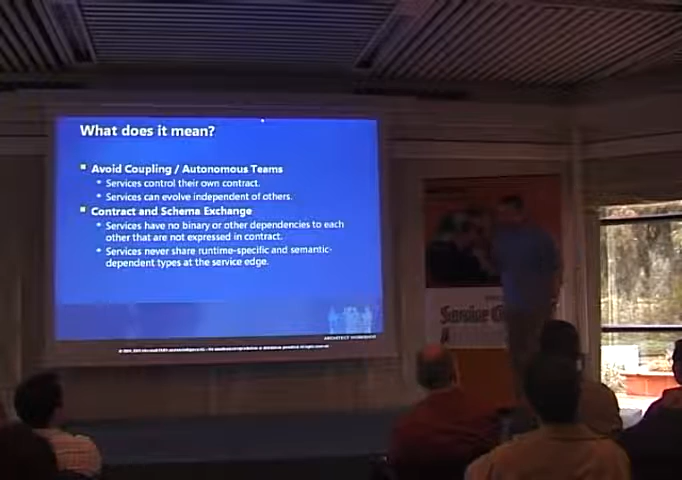 What does it mean?
Avoid Coupling / Autonomous Teams
Services control their own contract.
Services can evolve independent of others.
Contract and Schema Exchange
Services have no binary or other dependencies to each
other that are not expressed in contract.
Services never share runtime-specific and semantic-
dependent types at the service edge.
Service